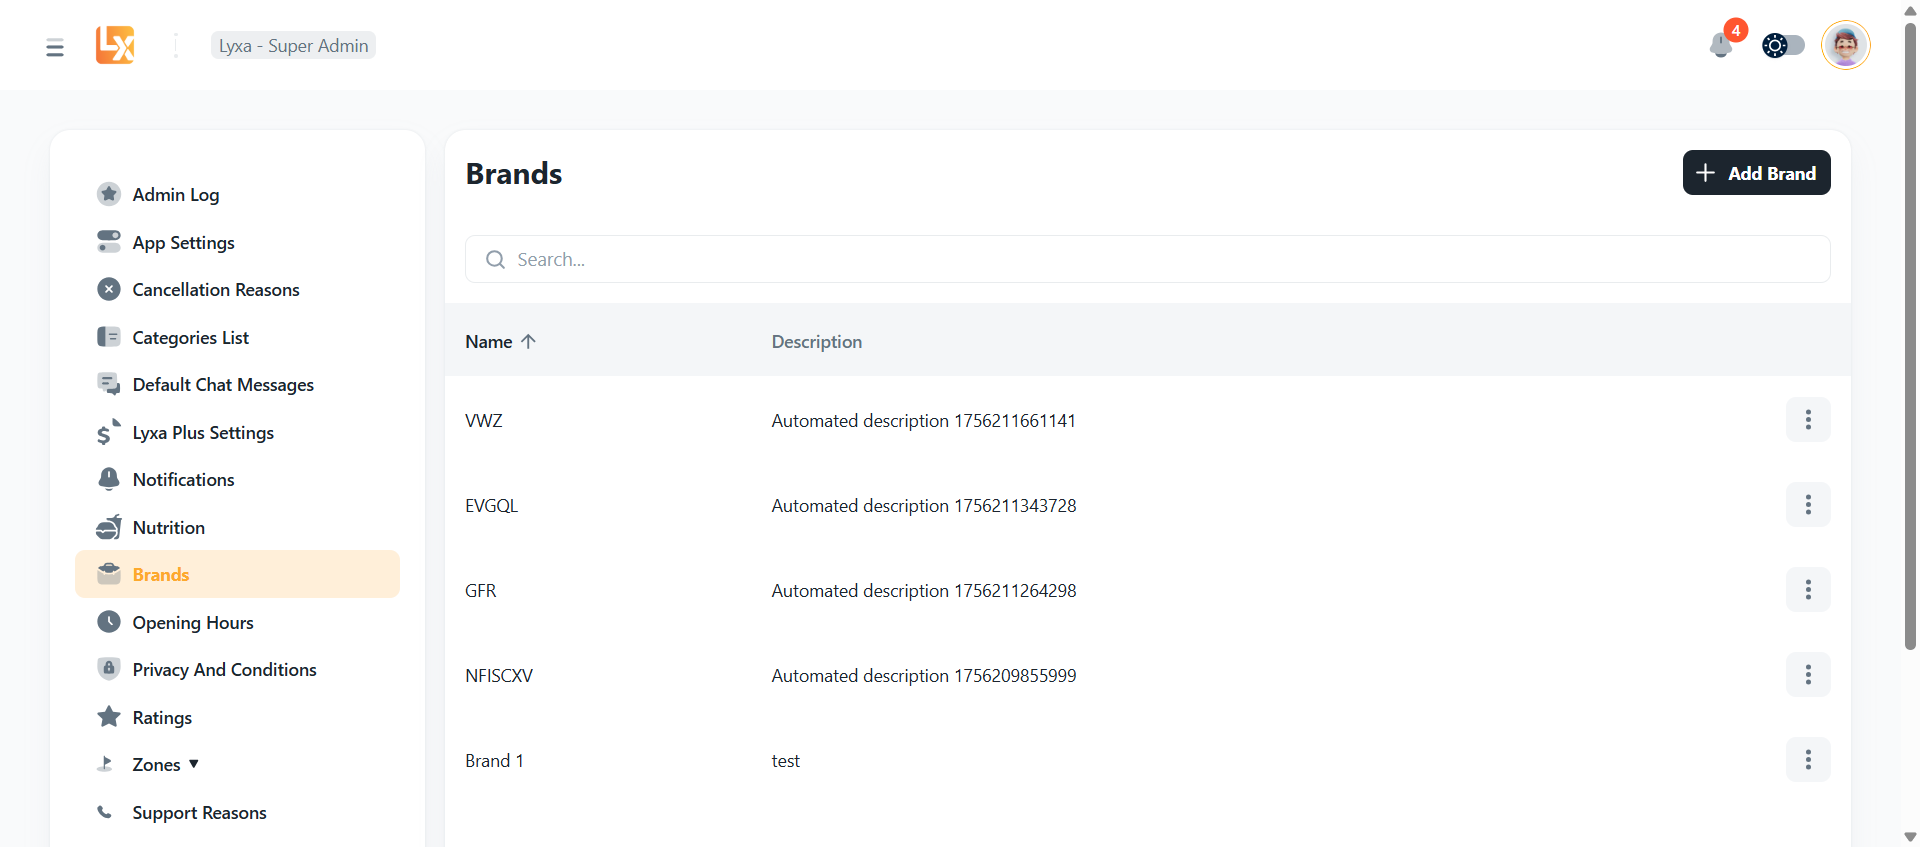 LX
Lyxa - Super Admin
4
Admin Log
App Settings
Cancellation Reasons
Categories List
Default Chat Messages
Lyxa Plus Settings
Notifications
Nutrition
Brands
Opening Hours
Privacy And Conditions
Ratings
Zones ▼
Support Reasons
Brands
Add Brand
Search...
Name ↑ Description
VWZ Automated description 1756211661141
EVGQL Automated description 1756211343728
GFR Automated description 1756211264298
NFISCXV Automated description 1756209855999
Brand 1 test